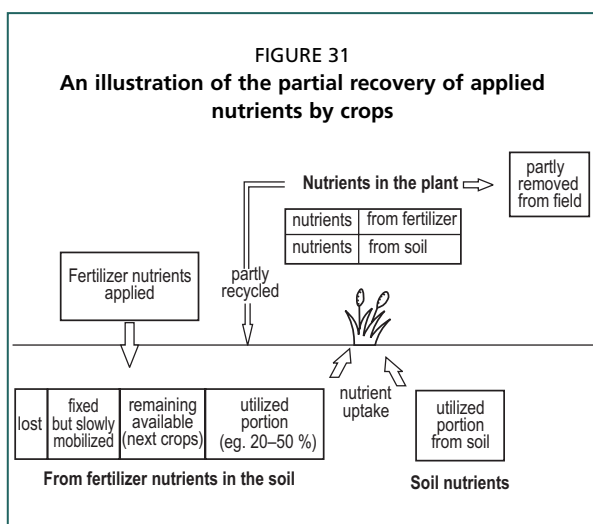 FIGURE 31
An illustration of the partial recovery of applied
nutrients by crops
Nutrients in the plant
partly
removed
from field
nutrients from fertilizer
nutrients from soil
Fertilizer nutrients
applied
partly
recycled
lost
fixed
but slowly
mobilized
remaining
available
(next crops)
utilized
portion
(eg. 20–50 %)
nutrient
uptake
utilized
portion
from soil
From fertilizer nutrients in the soil
Soil nutrients